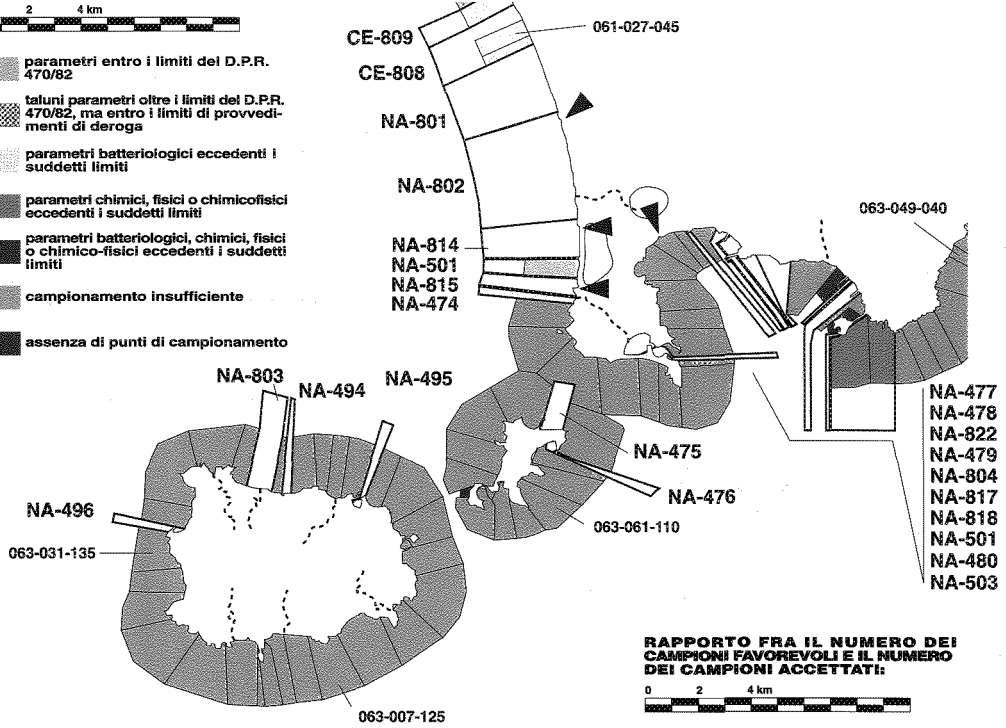 2 4 km
parametri entro i limiti del D.P.R.
470/82
taluni parametri oltre i limiti del D.P.R.
470/82, ma entro i limiti di provvedi-
menti di deroga
parametri batteriologici eccedenti i
suddetti limiti
parametri chimici, fisici o chimicofisici
eccedenti i suddetti limiti
parametri batteriologici, chimici, fisici
o chimico-fisici eccedenti i suddetti
limiti
campionamento insufficiente
assenza di punti di campionamento
CE-809
061-027-045
CE-808
NA-801
NA-802
063-049-040
NA-814
NA-501
NA-815
NA-474
NA-803
NA-494
NA-495
NA-475
NA-476
NA-496
063-061-110
063-031-135
063-007-125
NA-477
NA-478
NA-822
NA-479
NA-804
NA-817
NA-818
NA-501
NA-480
NA-503
RAPPORTO FRA IL NUMERO DEI
CAMPIONI FAVOREVOLI E IL NUMERO
DEI CAMPIONI ACCETTATI:
0 2 4 km